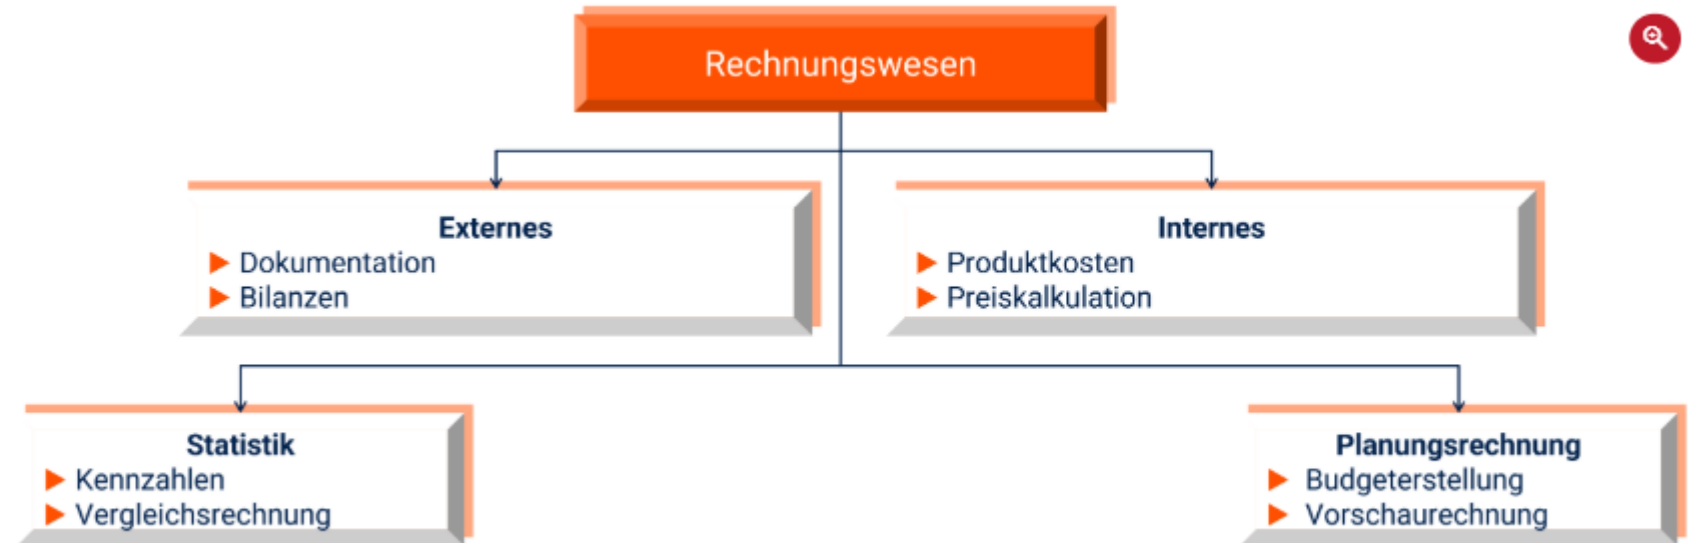 Rechnungswesen
Externes
Dokumentation
Bilanzen
Internes
Produktkosten
Preiskalkulation
Statistik
Kennzahlen
Vergleichsrechnung
Planungsrechnung
Budgeterstellung
Vorschaurechnung